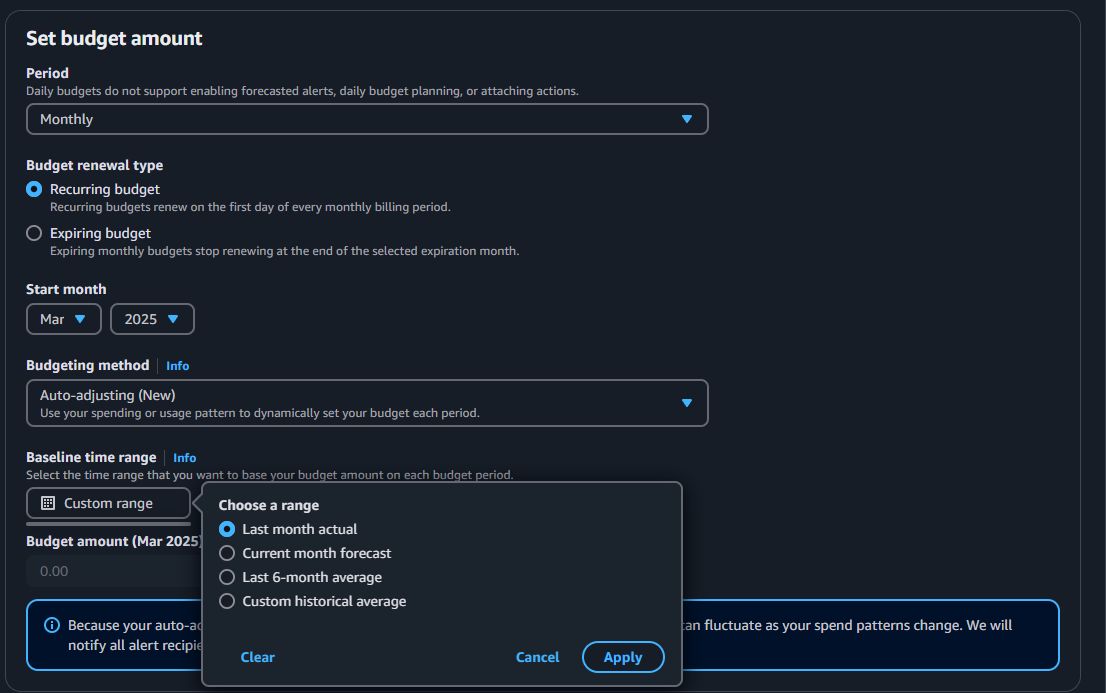 Set budget amount
Period
Daily budgets do not support enabling forecasted alerts, daily budget planning, or attaching actions.
Monthly
Budget renewal type
Recurring budget
Recurring budgets renew on the first day of every monthly billing period.
Expiring budget
Expiring monthly budgets stop renewing at the end of the selected expiration month.
Start month
Mar 2025
Budgeting method Info
Auto-adjusting (New)
Use your spending or usage pattern to dynamically set your budget each period.
Baseline time range Info
Select the time range that you want to base your budget amount on each budget period.
Custom range
Budget amount (Mar 2025)
0.00
Because your auto-
notify all alert
an fluctuate as your spend patterns change. We will
Choose a range
Last month actual
Current month forecast
Last 6-month average
Custom historical average
Clear Cancel Apply